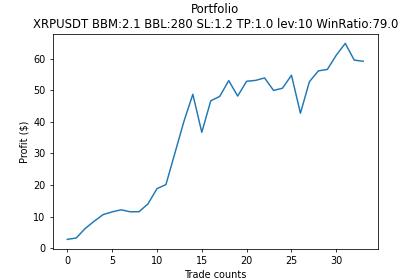 Portfolio
XRPUSDT BBM:2.1 BBL:280 SL:1.2 TP:1.0 lev:10 WinRatio:79.0
Profit ($)
60
50
40
30
20
10
0
0 5 10 15 20 25 30
Trade counts